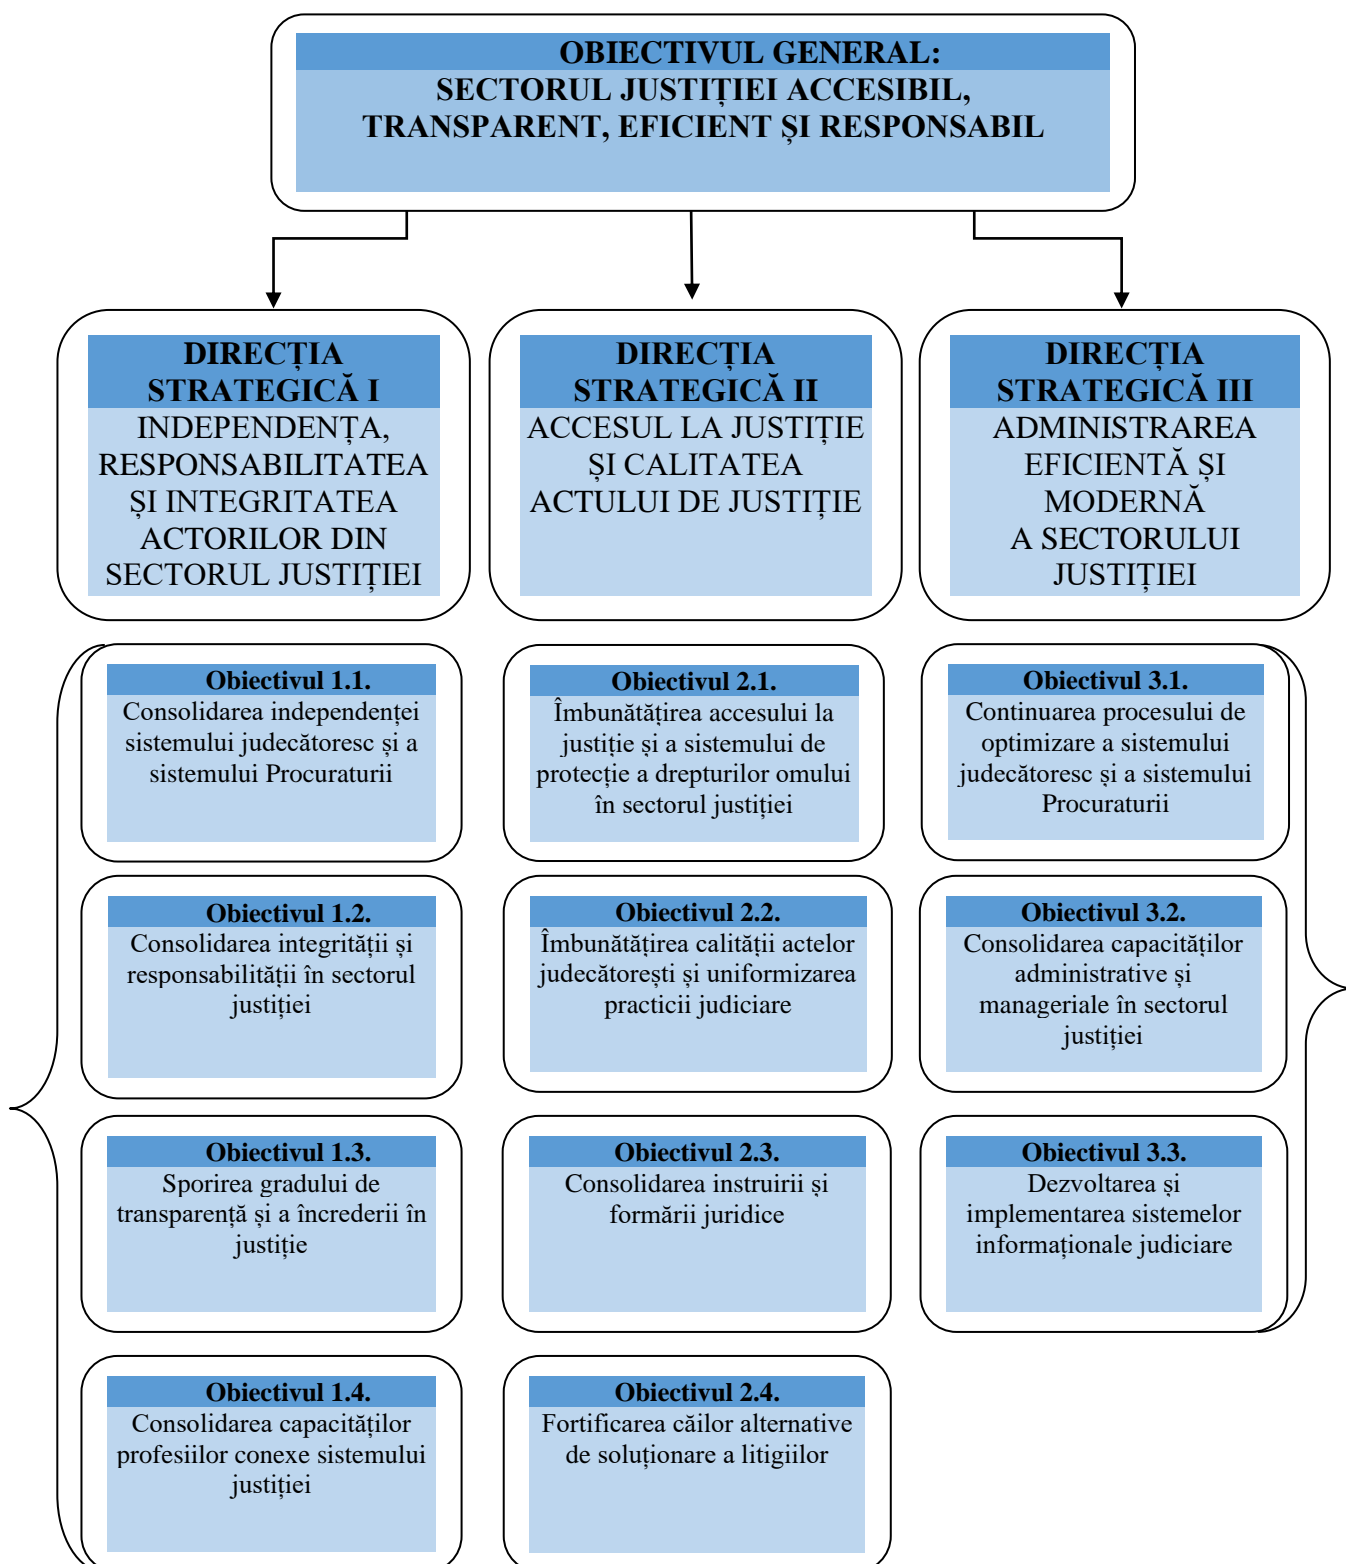 OBIECTIVUL GENERAL:
SECTORUL JUSTIȚIEI ACCESIBIL,
TRANSPARENT, EFICIENT ȘI RESPONSABIL
DIRECȚIA
STRATEGICĂ I
INDEPENDENȚA,
RESPONSABILITATEA
ȘI INTEGRITATEA
ACTORILOR DIN
SECTORUL JUSTIȚIEI
DIRECȚIA
STRATEGICĂ II
ACCESUL LA JUSTIȚIE
ȘI CALITATEA
ACTULUI DE JUSTIȚIE
DIRECȚIA
STRATEGICĂ III
ADMINISTRAREA
EFICIENTĂ ȘI
MODERNĂ
A SECTORULUI
JUSTIȚIEI
Obiectivul 1.1.
Consolidarea independenței
sistemului judecătoresc și a
sistemului Procuraturii
Obiectivul 2.1.
Îmbunătățirea accesului la
justiție și a sistemului de
protecție a drepturilor omului
în sectorul justiției
Obiectivul 3.1.
Continuarea procesului de
optimizare a sistemului
judecătoresc și a sistemului
Procuraturii
Obiectivul 1.2.
Consolidarea integrității și
responsabilității în sectorul
justiției
Obiectivul 2.2.
Îmbunătățirea calității actelor
judecătorești și uniformizarea
practicii judiciare
Obiectivul 3.2.
Consolidarea capacităților
administrative și
manageriale în sectorul
justiției
Obiectivul 1.3.
Sporirea gradului de
transparență și a încrederii în
justiție
Obiectivul 2.3.
Consolidarea instruirii și
formării juridice
Obiectivul 3.3.
Dezvoltarea și
implementarea sistemelor
informaționale judiciare
Obiectivul 1.4.
Consolidarea capacităților
profesiilor conexe sistemului
justiției
Obiectivul 2.4.
Fortificarea căilor alternative
de soluționare a litigiilor